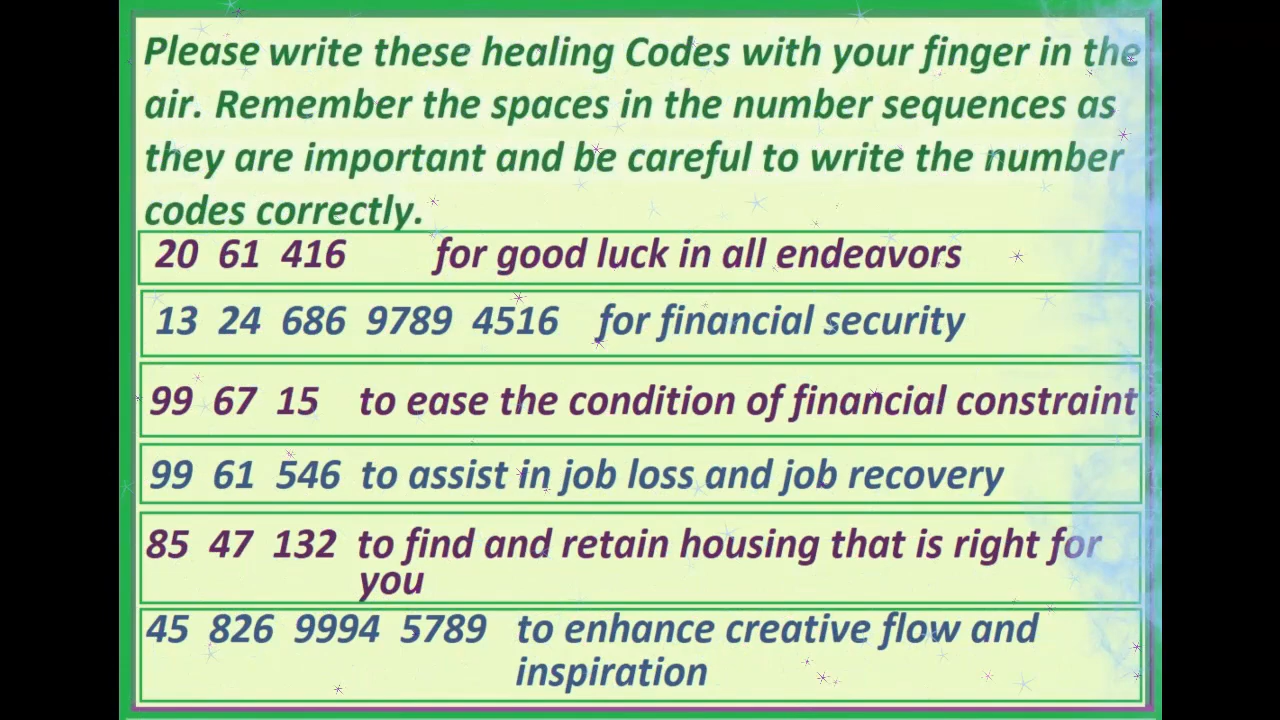 Please write these healing Codes with your finger in the
air. Remember the spaces in the number sequences as
they are important and be careful to write the number
codes correctly.
20 61 416 for good luck in all endeavors
13 24 686 9789 4516 for financial security
99 67 15 to ease the condition of financial constraint
99 61 546 to assist in job loss and job recovery
85 47 132 to find and retain housing that is right for
you
45 826 9994 5789 to enhance creative flow and
inspiration